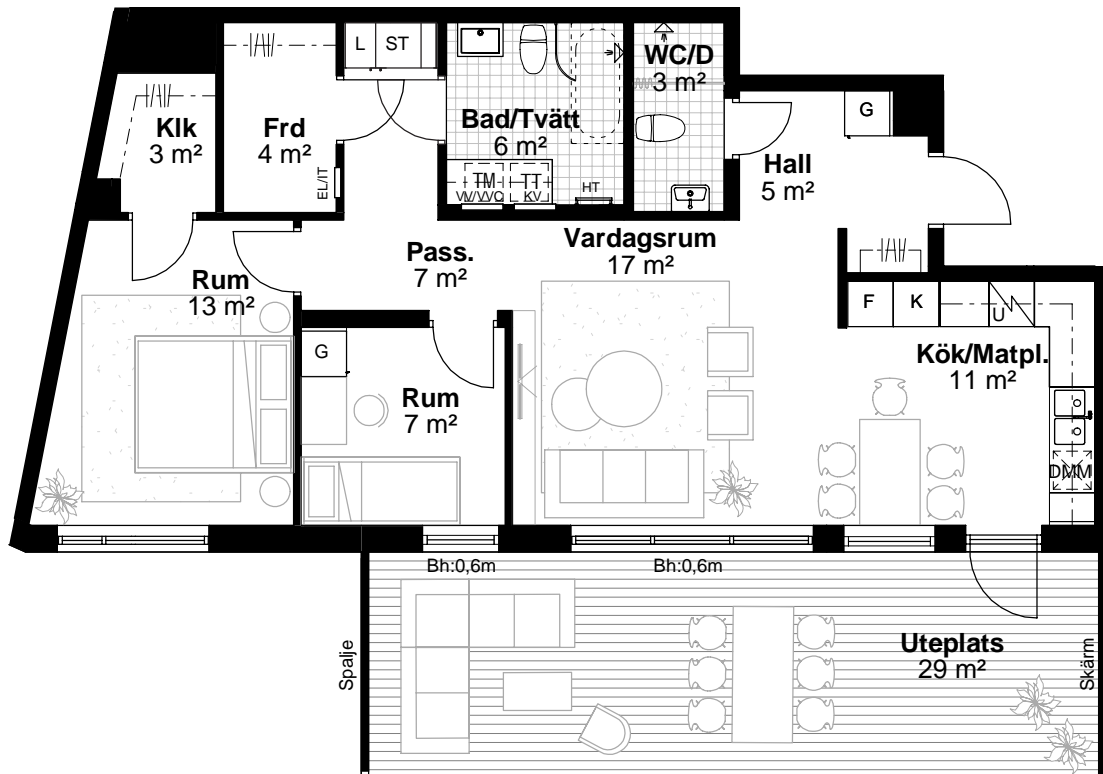 L
ST
WC/D
3 m²
Klk
3 m²
Frd
4 m²
Bad/Tvätt
6 m²
G
Hall
5 m²
EL/IT
TM
VV/VVC
TT
KV
HT
Rum
13 m²
Pass.
7 m²
Vardagsrum
17 m²
F
K
U
Kök/Matpl.
11 m²
G
Rum
7 m²
DMM
Bh:0,6m
Bh:0,6m
Spalje
Uteplats
29 m²
Skärm